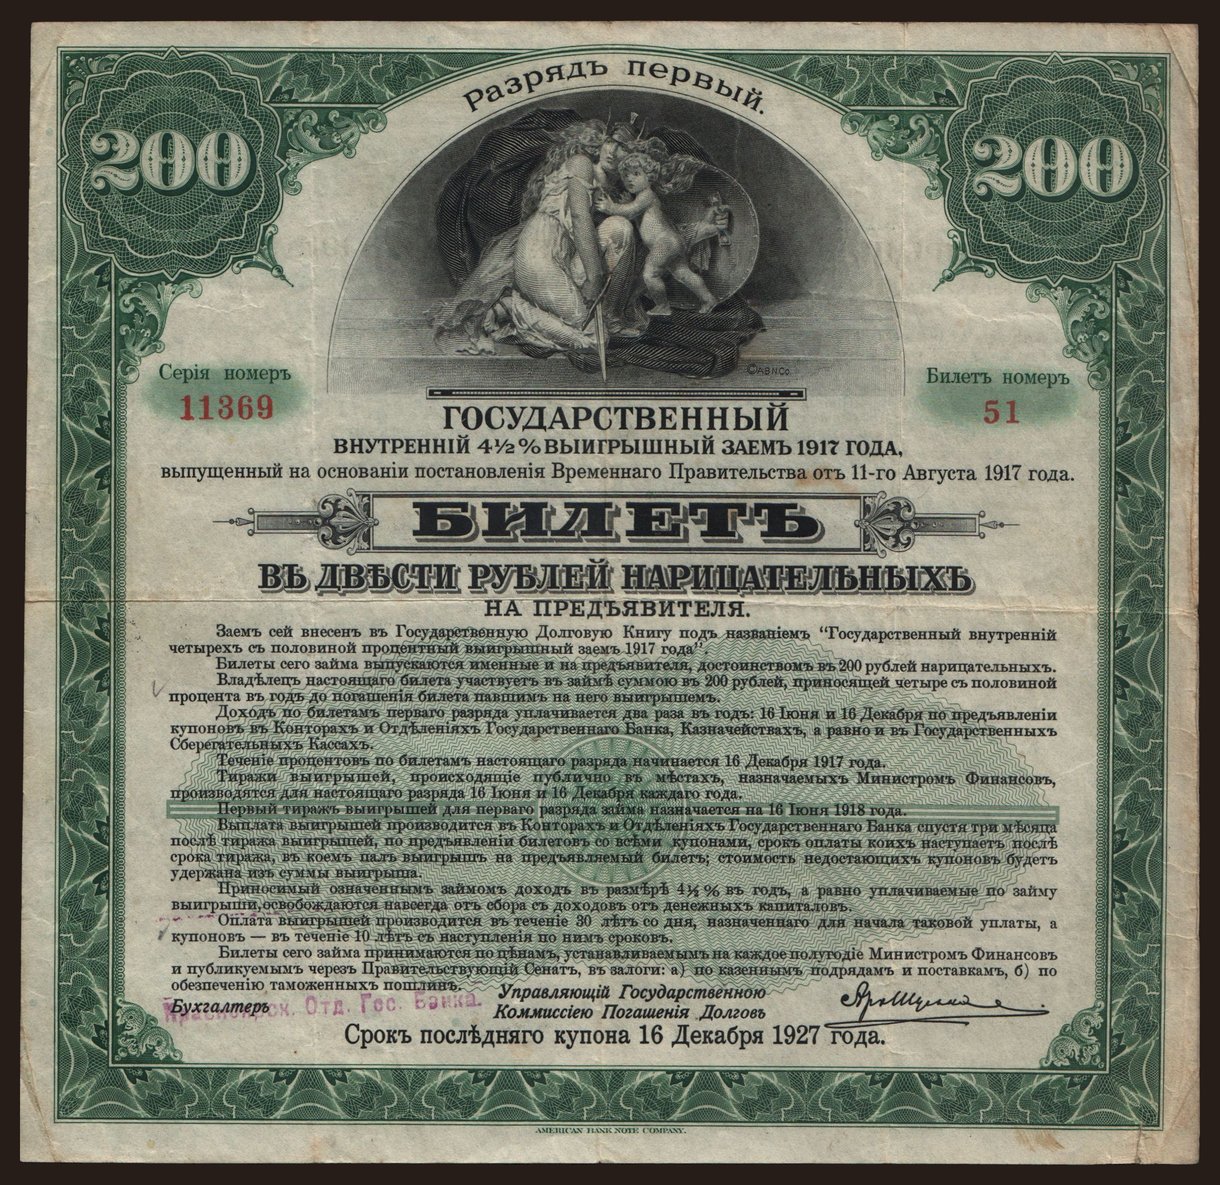 Разрядъ первый.
200
200
©ABNCo.
Серія номеръ
11369
Билетъ номеръ
51
ГОСУДАРСТВЕННЫЙ
ВНУТРЕННІЙ 4½% ВЫИГРЫШНЫЙ ЗАЕМЪ 1917 ГОДА,
выпущенный на основаніи постановленія Временнаго Правительства отъ 11-го Августа 1917 года.
БИЛЕТЪ
ВЪ ДВѢСТИ РУБЛЕЙ НАРИЦАТЕЛЬНЫХЪ
НА ПРЕДЪЯВИТЕЛЯ.
Заемъ сей внесенъ въ Государственную Долговую Книгу подъ названіемъ “Государственный внутренній
четырехъ съ половиной процентный выигрышный заемъ 1917 года”.
Билеты сего займа выпускаются именные и на предъявителя, достоинствомъ въ 200 рублей нарицательныхъ.
Владѣлецъ настоящаго билета участвуетъ въ займѣ суммою въ 200 рублей, приносящей четыре съ половиной
процента въ годъ до погашенія билета павшимъ на него выигрышемъ.
Доходъ по билетамъ перваго разряда уплачивается два раза въ годъ: 16 Іюня и 16 Декабря по предъявленіи
купоновъ въ Конторахъ и Отдѣленіяхъ Государственнаго Банка, Казначействахъ, а равно и въ Государственныхъ
Сберегательныхъ Кассахъ.
Теченіе процентовъ по билетамъ настоящаго разряда начинается 16 Декабря 1917 года.
Тиражи выигрышей, происходящіе публично въ мѣстахъ, назначаемыхъ Министромъ Финансовъ,
производятся для настоящаго разряда 16 Іюня и 16 Декабря каждаго года.
Первый тиражъ выигрышей для перваго разряда займа назначается на 16 Іюня 1918 года.
Выплата выигрышей производится въ Конторахъ и Отдѣленіяхъ Государственнаго Банка спустя три мѣсяца
послѣ тиража выигрышей, по предъявленіи билетовъ со всѣми купонами, срокъ оплаты коихъ наступаетъ послѣ
срока тиража, въ коемъ палъ выигрышъ на предъявляемый билетъ; стоимость недостающихъ купоновъ будетъ
удержана изъ суммы выигрыша.
Приносимый означеннымъ займомъ доходъ въ размѣрѣ 4½% въ годъ, а равно уплачиваемые по займу
выигрыши, освобождаются навсегда отъ сбора съ доходовъ отъ денежныхъ капиталовъ.
Оплата выигрышей производится въ теченіе 30 лѣтъ со дня, назначеннаго для начала таковой уплаты, а
купоновъ — въ теченіе 10 лѣтъ съ наступленія по нимъ сроковъ.
Билеты сего займа принимаются по цѣнамъ, устанавливаемымъ на каждое полугодіе Министромъ Финансовъ
и публикуемымъ черезъ Правительствующій Сенатъ, въ залоги: а) по казеннымъ подрядамъ и поставкамъ, б) по
обезпеченію таможенныхъ пошлинъ.
Бухгалтеръ
Красноярск. Отд. Гос. Банка.
Управляющій Государственною
Коммиссіею Погашенія Долговъ
Срокъ послѣдняго купона 16 Декабря 1927 года.
AMERICAN BANK NOTE COMPANY.